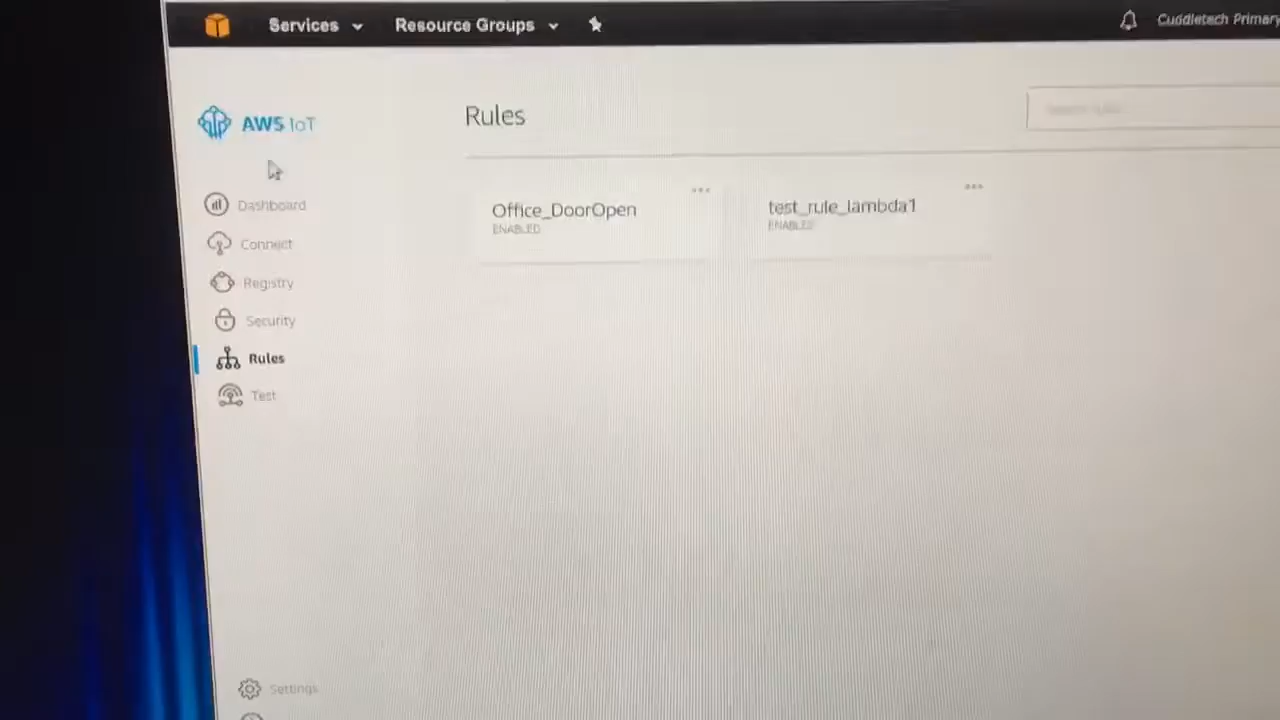 Services
Resource Groups
Cuddletech Primary
AWS IoT
Rules
Dashboard
Connect
Registry
Security
Rules
Test
Settings
Office_DoorOpen
ENABLED
test_rule_lambda1
ENABLED